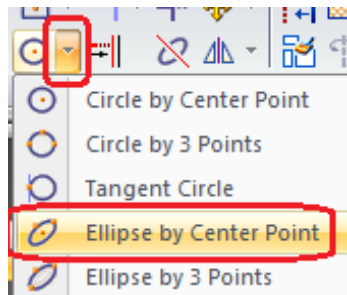 Circle by Center Point
Circle by 3 Points
Tangent Circle
Ellipse by Center Point
Ellipse by 3 Points